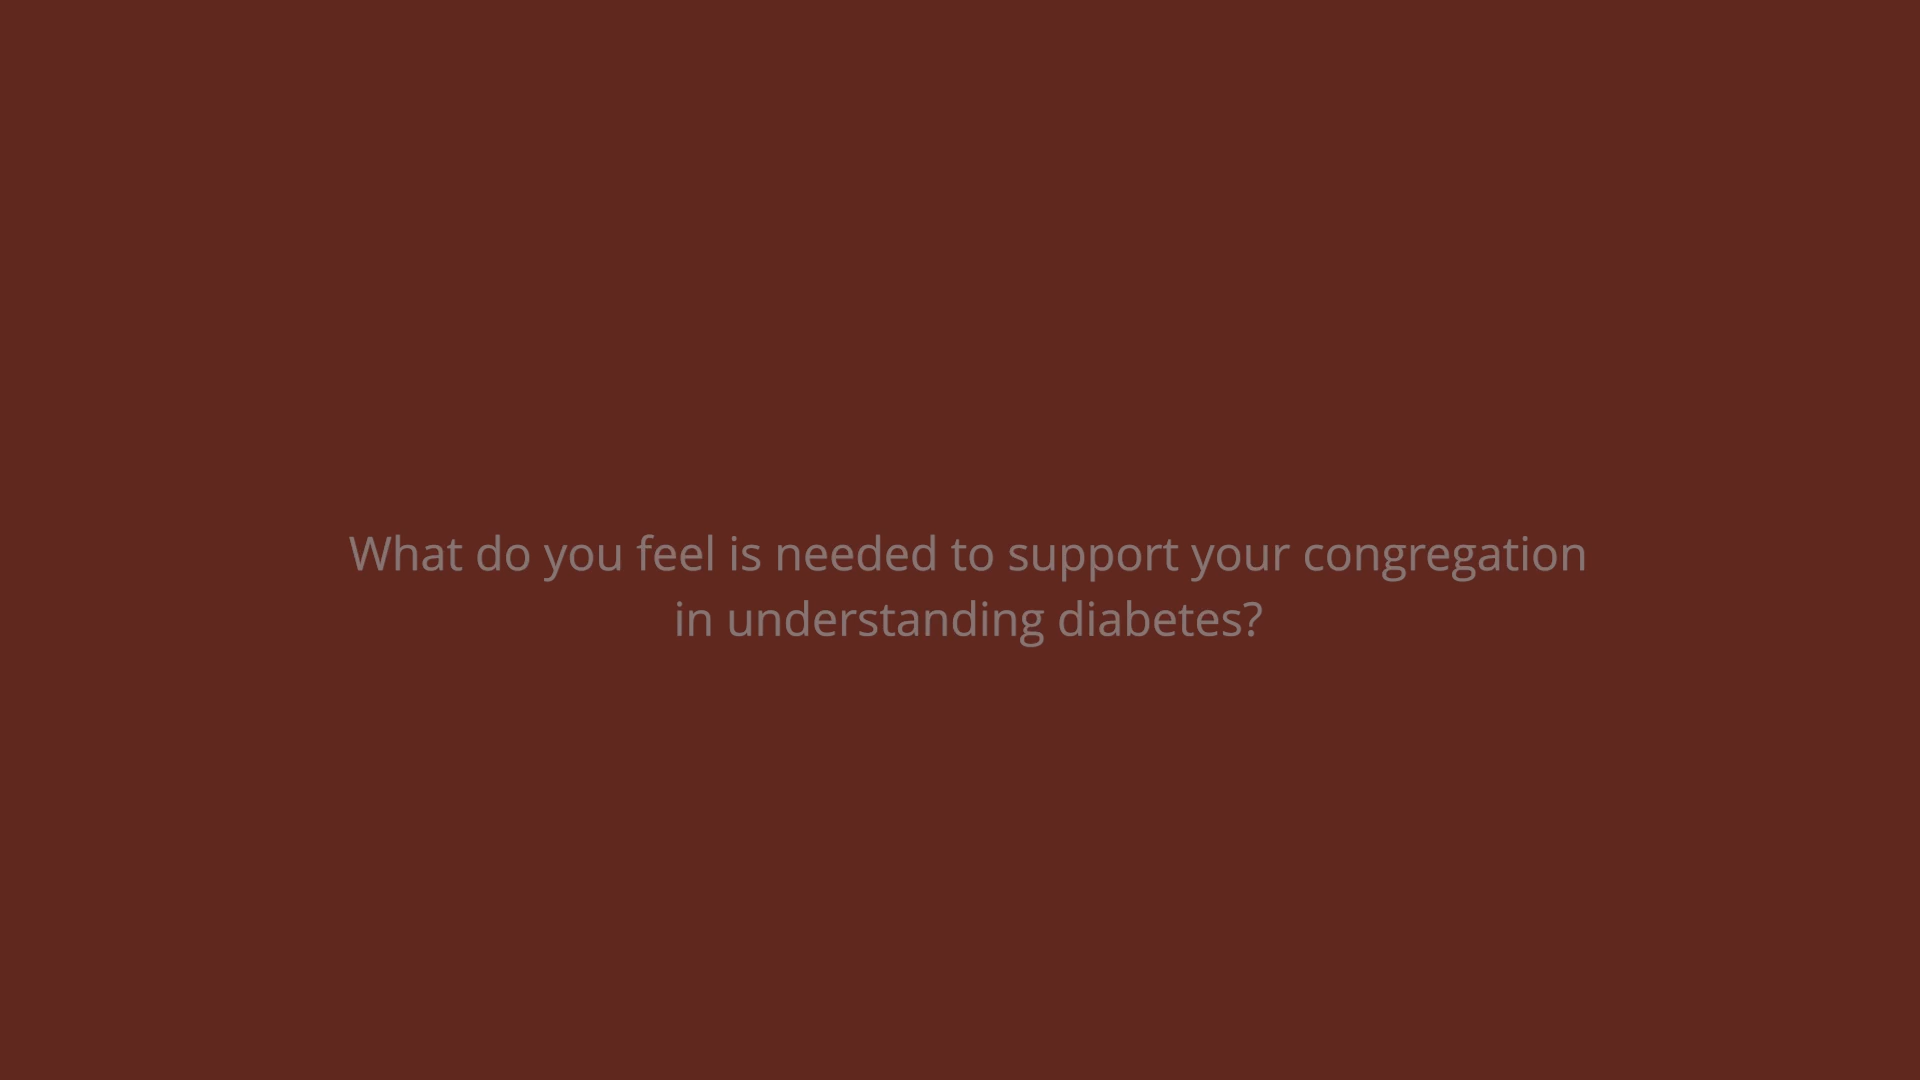 What do you feel is needed to support your congregation
in understanding diabetes?